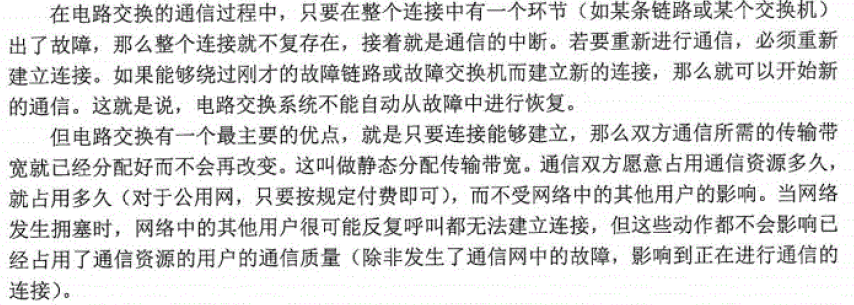 在电路交换的通信过程中，只要在整个连接中有一个环节（如某条链路或某个交换机）
出了故障，那么整个连接就不复存在，接着就是通信的中断。若要重新进行通信，必须重新
建立连接。如果能够绕过刚才的故障链路或故障交换机而建立新的连接，那么就可以开始新
的通信。这就是说，电路交换系统不能自动从故障中进行恢复。
但电路交换有一个最主要的优点，就是只要连接能够建立，那么双方通信所需的传输带
宽就已经分配好而不会再改变。这叫做静态分配传输带宽。通信双方愿意占用通信资源多久，
就占用多久（对于公用网，只要按规定付费即可），而不受网络中的其他用户的影响。当网络
发生拥塞时，网络中的其他用户很可能反复呼叫都无法建立连接，但这些动作都不会影响已
经占用了通信资源的用户的通信质量（除非发生了通信网中的故障，影响到正在进行通信的
连接）。